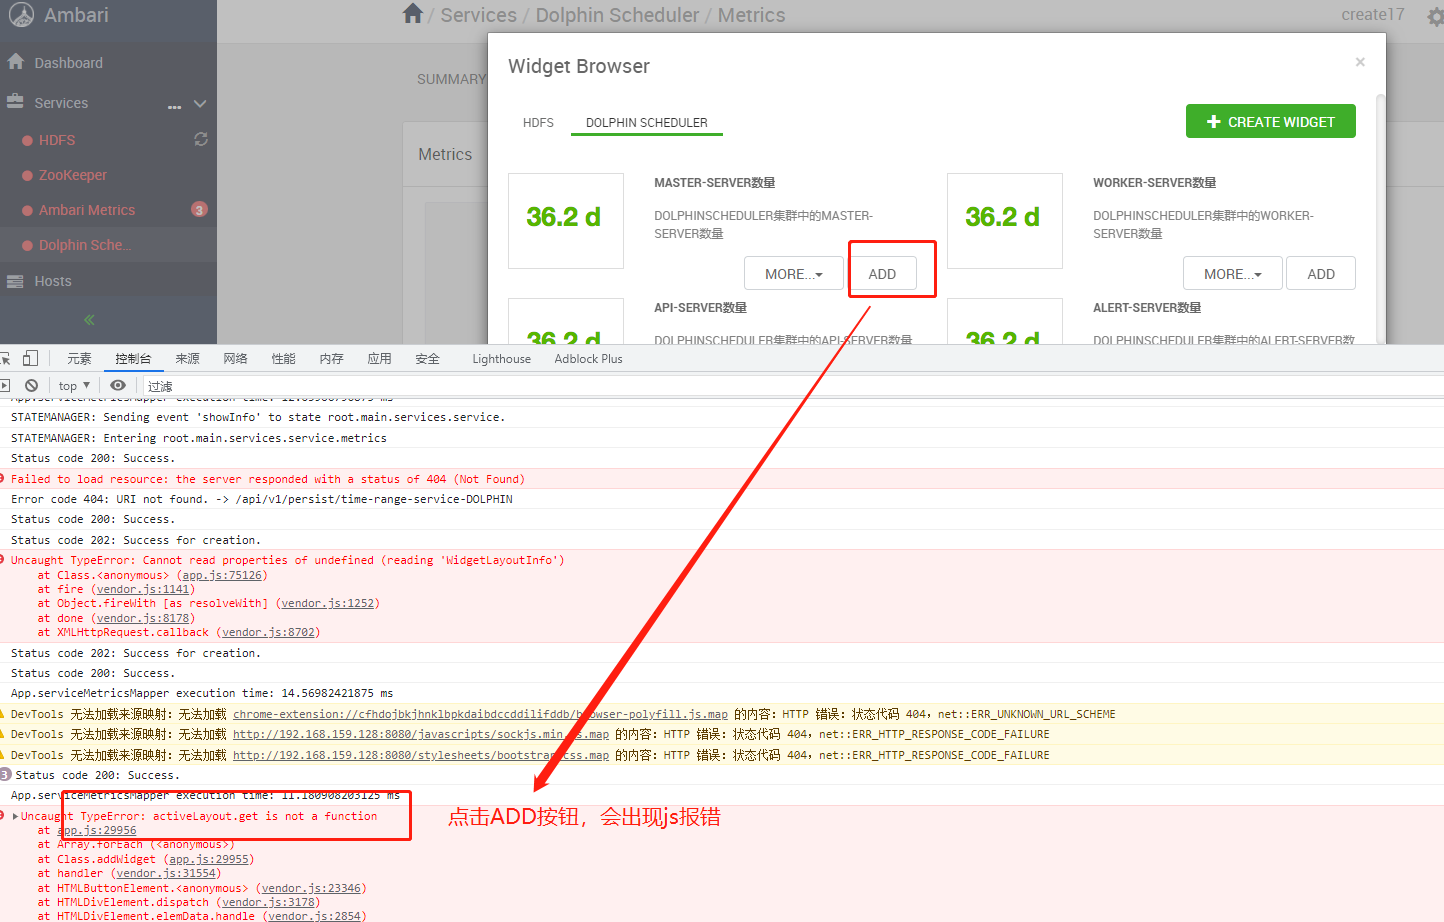 Ambari
/ Services / Dolphin Scheduler / Metrics
create17
Dashboard
Services
...
HDFS
ZooKeeper
Ambari Metrics
3
Dolphin Sche...
Hosts
«
SUMMARY
Metrics
Widget Browser
×
HDFS
DOLPHIN SCHEDULER
CREATE WIDGET
36.2 d
MASTER-SERVER数量
DOLPHINSCHEDULER集群中的MASTER-
SERVER数量
MORE...
ADD
36.2 d
WORKER-SERVER数量
DOLPHINSCHEDULER集群中的WORKER-
SERVER数量
MORE...
ADD
36.2 d
API-SERVER数量
DOLPHINSCHEDULER集群中的API-SERVER数量
36.2 d
ALERT-SERVER数量
DOLPHINSCHEDULER集群中的ALERT-SERVER数
元素 控制台 来源 网络 性能 内存 应用 安全 Lighthouse Adblock Plus
top 过滤
App.serviceMetricsMapper execution time: ms
STATEMANAGER: Sending event 'showInfo' to state root.main.services.service.
STATEMANAGER: Entering root.main.services.service.metrics
Status code 200: Success.
Failed to load resource: the server responded with a status of 404 (Not Found)
Error code 404: URI not found. -> /api/v1/persist/time-range-service-DOLPHIN
Status code 200: Success.
Status code 202: Success for creation.
Uncaught TypeError: Cannot read properties of undefined (reading 'WidgetLayoutInfo')
at Class.<anonymous> (app.js:75126)
at fire (vendor.js:1141)
at Object.fireWith [as resolveWith] (vendor.js:1252)
at done (vendor.js:8178)
at XMLHttpRequest.callback (vendor.js:8702)
Status code 202: Success for creation.
Status code 200: Success.
App.serviceMetricsMapper execution time: 14.56982421875 ms
DevTools 无法加载来源映射：无法加载 chrome-extension://cfhdojbkjhnklbpkdaibdccddilifddb/browser-polyfill.js.map 的内容：HTTP 错误：状态代码 404，net::ERR_UNKNOWN_URL_SCHEME
DevTools 无法加载来源映射：无法加载 http://192.168.159.128:8080/javascripts/sockjs.min.js.map 的内容：HTTP 错误：状态代码 404，net::ERR_HTTP_RESPONSE_CODE_FAILURE
DevTools 无法加载来源映射：无法加载 http://192.168.159.128:8080/stylesheets/bootstrap.css.map 的内容：HTTP 错误：状态代码 404，net::ERR_HTTP_RESPONSE_CODE_FAILURE
3 Status code 200: Success.
App.serviceMetricsMapper execution time: 11.180908203125 ms
Uncaught TypeError: activeLayout.get is not a function
at app.js:29956
at Array.forEach (<anonymous>)
at Class.addWidget (app.js:29955)
at handler (vendor.js:31554)
at HTMLButtonElement.<anonymous> (vendor.js:23346)
at HTMLDivElement.dispatch (vendor.js:3178)
at HTMLDivElement.elemData.handle (vendor.js:2854)
点击ADD按钮，会出现js报错